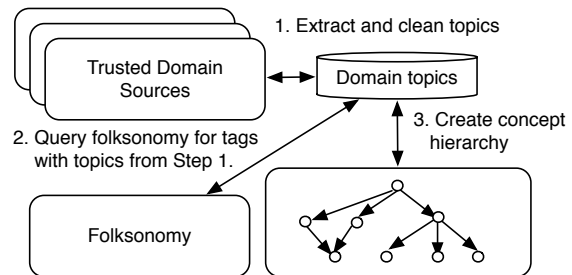 1. Extract and clean topics
Trusted Domain
Sources
Domain topics
2. Query folksonomy for tags
with topics from Step 1.
3. Create concept
hierarchy
Folksonomy